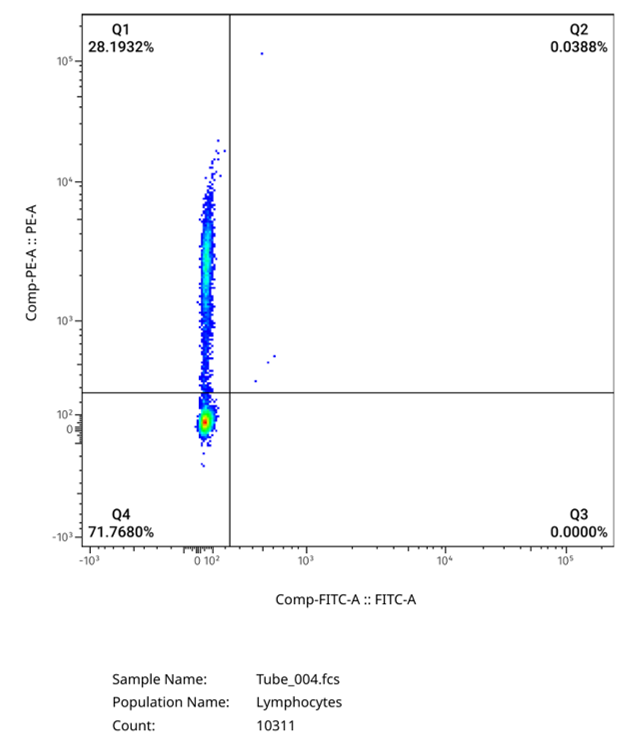 Q1
28.1932%
Q2
0.0388%
10⁵
10⁴
10³
10²
0
-10³
Comp-PE-A :: PE-A
Q4
71.7680%
Q3
0.0000%
-10³ 0 10² 10³ 10⁴ 10⁵
Comp-FITC-A :: FITC-A
Sample Name: Tube_004.fcs
Population Name: Lymphocytes
Count: 10311